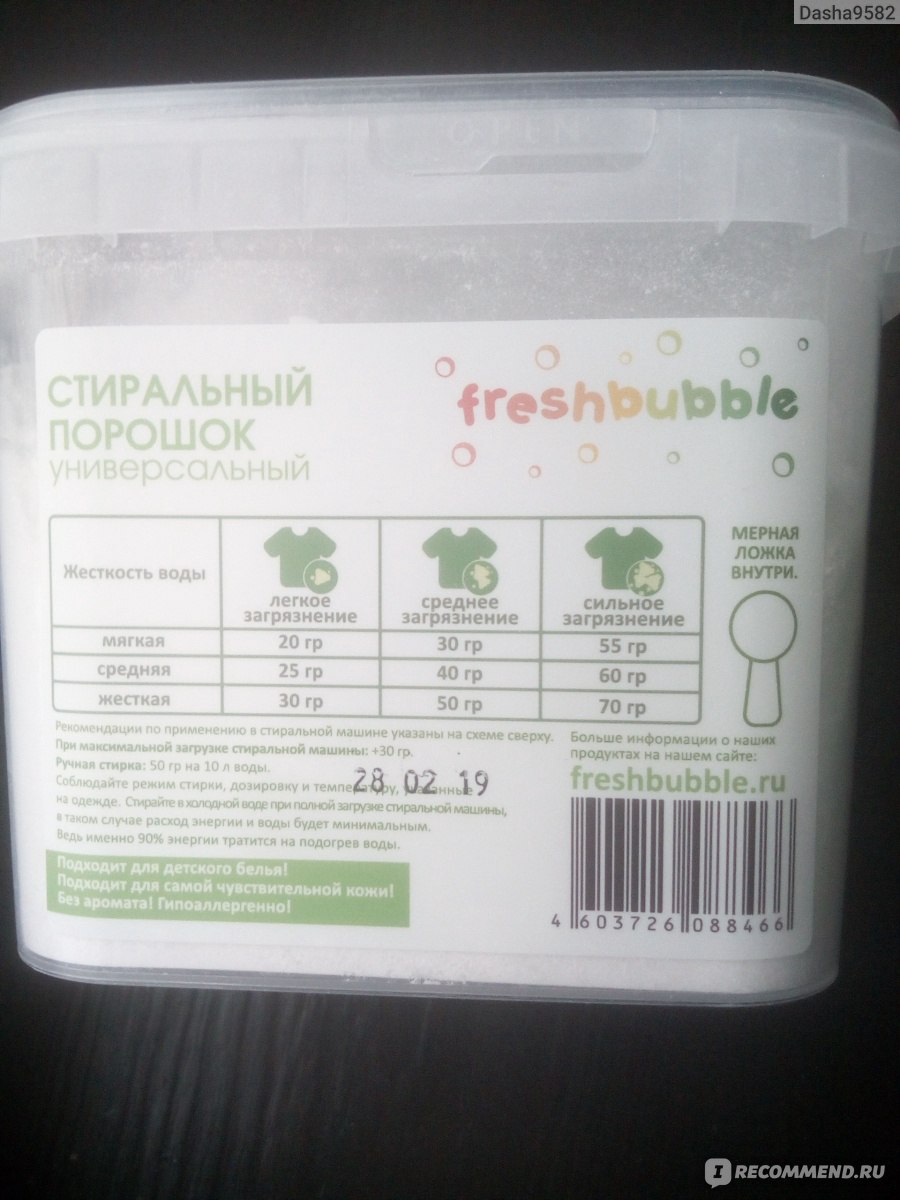 Dasha9582
OPEN
СТИРАЛЬНЫЙ
ПОРОШОК
универсальный
freshbubble
Жесткость воды
легкое
загрязнение
среднее
загрязнение
сильное
загрязнение
мягкая 20 гр 30 гр 55 гр
средняя 25 гр 40 гр 60 гр
жесткая 30 гр 50 гр 70 гр
МЕРНАЯ
ЛОЖКА
ВНУТРИ.
Рекомендации по применению в стиральной машине указаны на схеме сверху.
При максимальной загрузке стиральной машины: +30 гр.
Ручная стирка: 50 гр на 10 л воды.
Соблюдайте режим стирки, дозировку и температуру, указанные
на одежде. Стирайте в холодной воде при полной загрузке стиральной машины,
в таком случае расход энергии и воды будет минимальным.
Ведь именно 90% энергии тратится на подогрев воды.
28 02 19
Подходит для детского белья!
Подходит для самой чувствительной кожи!
Без аромата! Гипоаллергенно!
Больше информации о наших
продуктах на нашем сайте:
freshbubble.ru
4 603726 088466
IRECOMMEND.RU